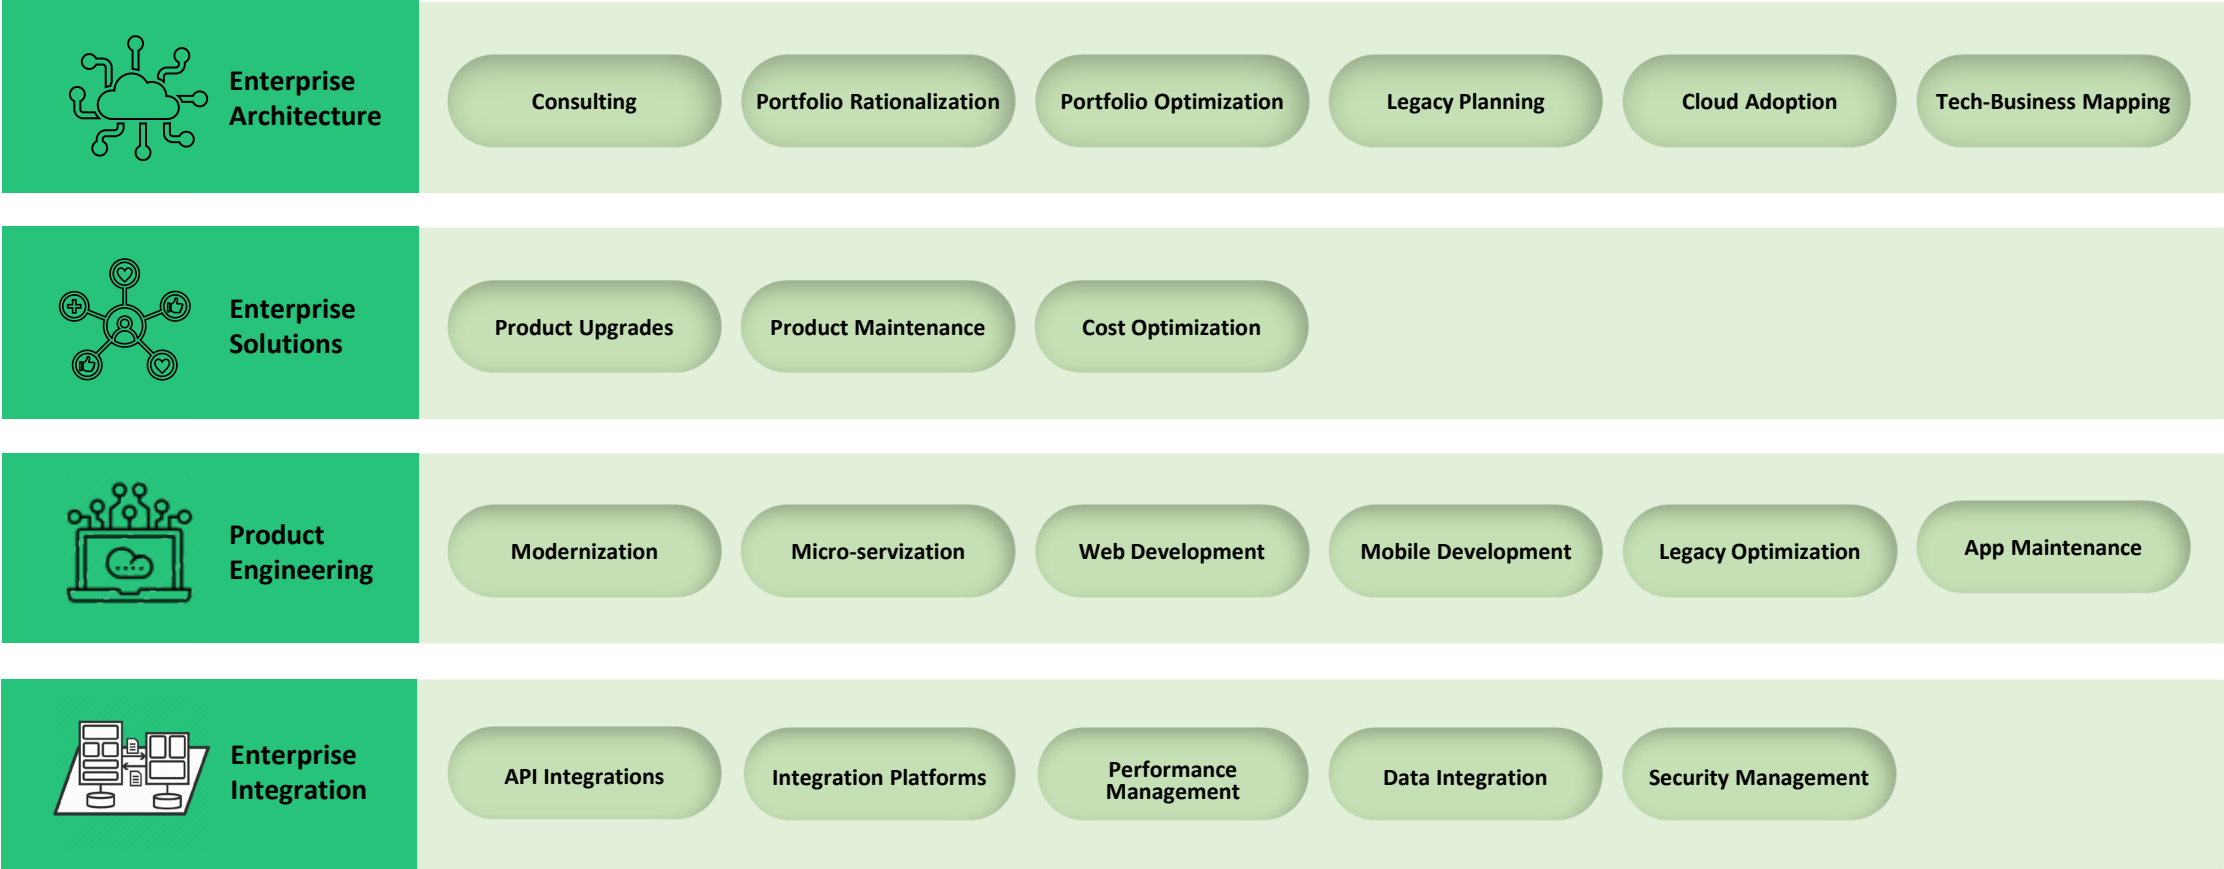 Enterprise
Architecture
Consulting
Portfolio Rationalization
Portfolio Optimization
Legacy Planning
Cloud Adoption
Tech-Business Mapping
Enterprise
Solutions
Product Upgrades
Product Maintenance
Cost Optimization
Product
Engineering
Modernization
Micro-servization
Web Development
Mobile Development
Legacy Optimization
App Maintenance
Enterprise
Integration
API Integrations
Integration Platforms
Performance
Management
Data Integration
Security Management